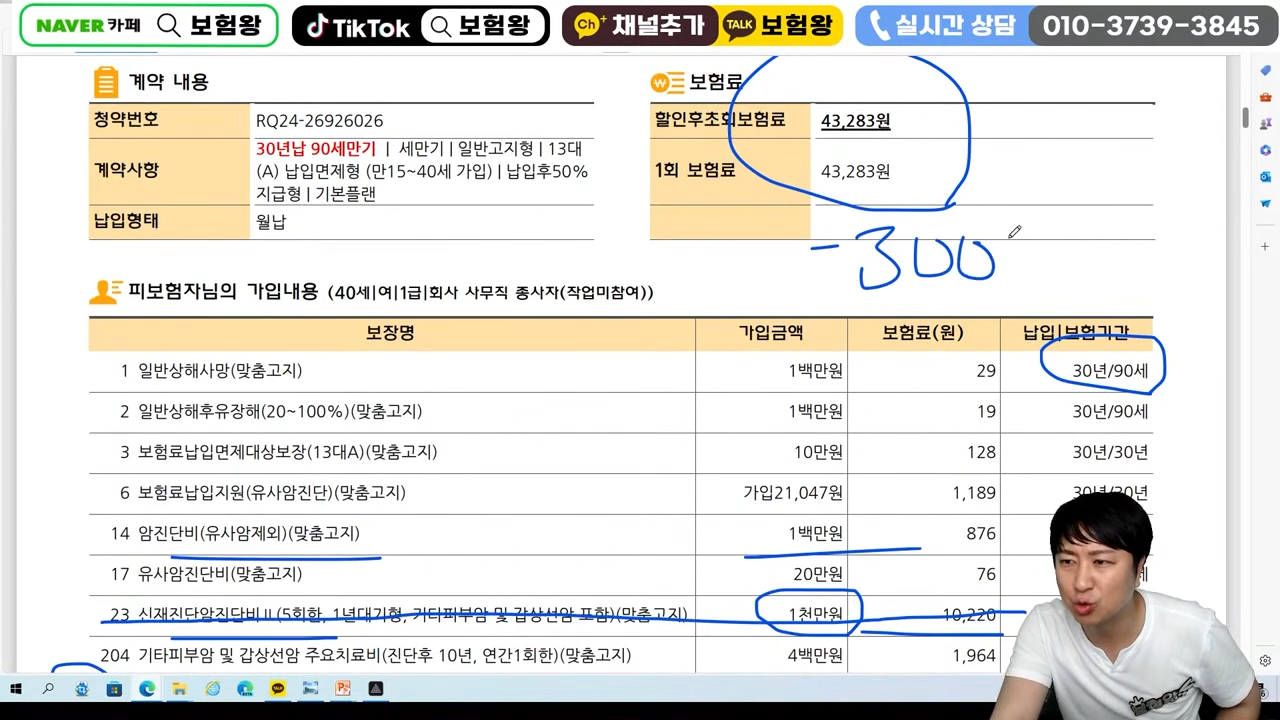 NAVER 카페 보험왕 TikTok 보험왕 Ch+ 채널추가 TALK 보험왕 실시간 상담 010-3739-3845
계약 내용
보험료
청약번호 RQ24-26926026
할인후초회보험료 43,283원
계약사항 30년납 90세만기 | 세만기 | 일반고지형 | 13대
(A) 납입면제형 (만15~40세 가입) | 납입후50%
지급형 | 기본플랜
1회 보험료 43,283원
납입형태 월납
-300
피보험자님의 가입내용 (40세|여|1급|회사 사무직 종사자(작업미참여))
보장명 가입금액 보험료(원) 납입|보험기간
1 일반상해사망(맞춤고지) 1백만원 29 30년/90세
2 일반상해후유장해(20~100%)(맞춤고지) 1백만원 19 30년/90세
3 보험료납입면제대상보장(13대A)(맞춤고지) 10만원 128 30년/30년
6 보험료납입지원(유사암진단)(맞춤고지) 가입21,047원 1,189 30년/30년
14 암진단비(유사암제외)(맞춤고지) 1백만원 876
17 유사암진단비(맞춤고지) 20만원 76 세
23 신재진단암진단비Ⅱ(5회한, 1년대기형, 기타피부암 및 갑상선암 포함)(맞춤고지) 1천만원 10,220
204 기타피부암 및 갑상선암 주요치료비(진단후 10년, 연간1회한)(맞춤고지) 4백만원 1,964